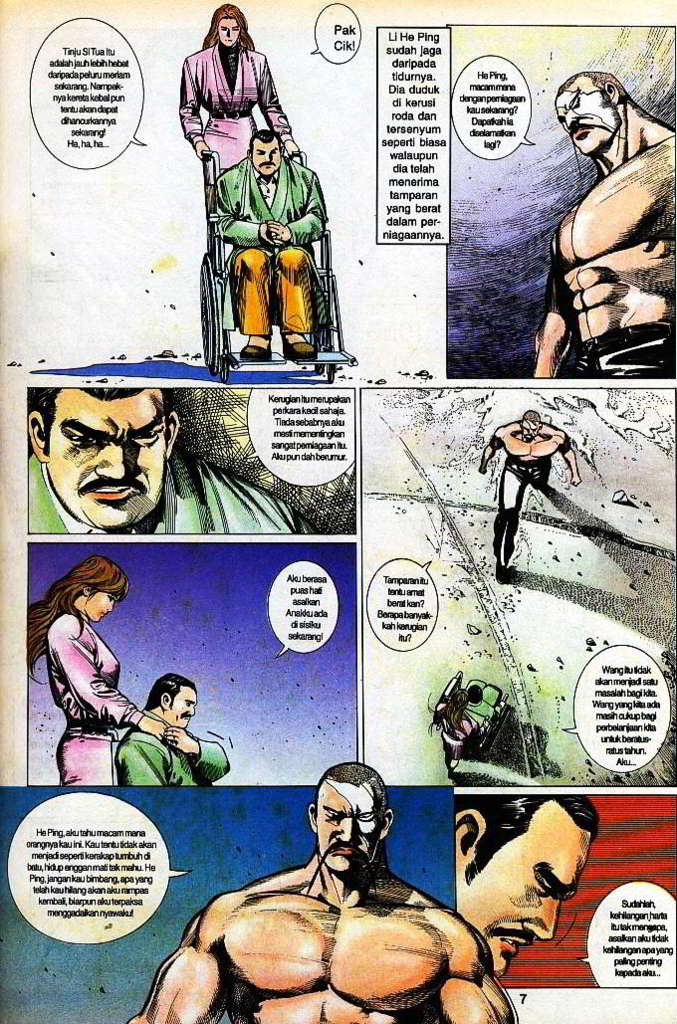 Tinju Si Tua itu
adalah jauh lebih hebat
daripada peluru meriam
sekarang. Nampak-
nya kereta kebal pun
tentu akan dapat
dihancurkannya
sekarang!
Ha, ha, ha...
Pak
Cik!
Li He Ping
sudah jaga
daripada
tidurnya.
Dia duduk
di kerusi
roda dan
tersenyum
seperti biasa
walaupun
dia telah
menerima
tamparan
yang berat
dalam per-
niagaannya.
He Ping,
macam mana
dengan perniagaan
kau sekarang?
Dapatkah ia
diselamatkan
lagi?
Kerugian itu merupakan
perkara kecil sahaja.
Tiada sebabnya aku
mesti mementingkan
sangat perniagaan itu.
Aku pun dah berumur.
Tamparan itu
tentu amat
berat kan?
Berapa banyak-
kah kerugian
itu?
Wang itu tidak
akan menjadi satu
masalah bagi kita.
Wang yang kita ada
masih cukup bagi
perbelanjaan kita
untuk beratus-
ratus tahun.
Aku...
Aku berasa
puas hati
asalkan
Anakku ada
di sisiku
sekarang!
He Ping, aku tahu macam mana
orangnya kau ini. Kau tentu tidak akan
menjadi seperti kerakap tumbuh di
batu, hidup enggan mati tak mahu. He
Ping, jangan kau bimbang, apa yang
telah kau hilang akan aku rampas
kembali, biarpun aku terpaksa
menggadaikan nyawaku!
Sudahlah,
kehilangan harta
itu tak mengapa,
asalkan aku tidak
kehilangan apa yang
paling penting
kepada aku...
7